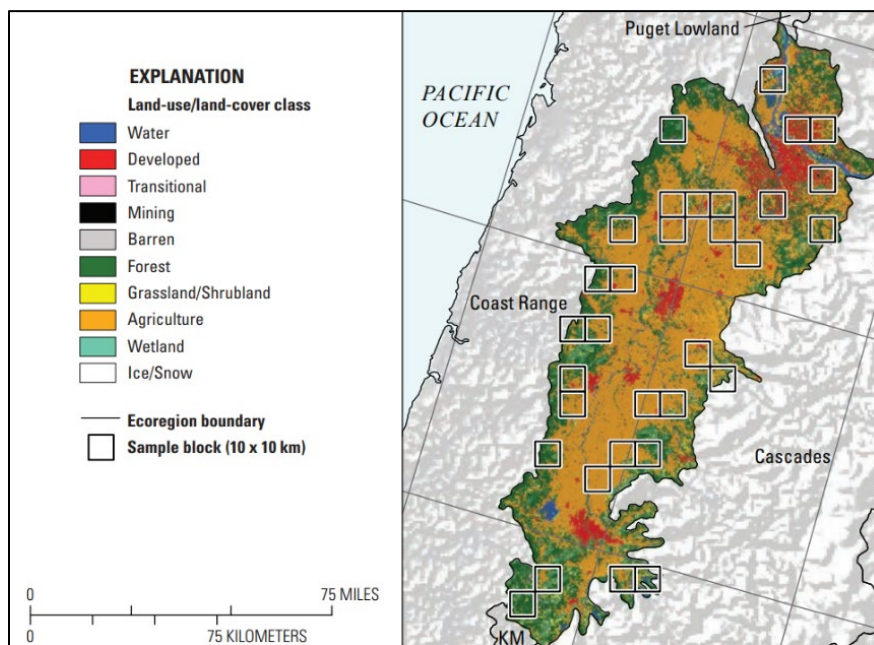 EXPLANATION
Land-use/land-cover class
Water
Developed
Transitional
Mining
Barren
Forest
Grassland/Shrubland
Agriculture
Wetland
Ice/Snow
Ecoregion boundary
Sample block (10 x 10 km)
0 75 MILES
0 75 KILOMETERS
Puget Lowland
PACIFIC
OCEAN
Coast Range
Cascades
KM